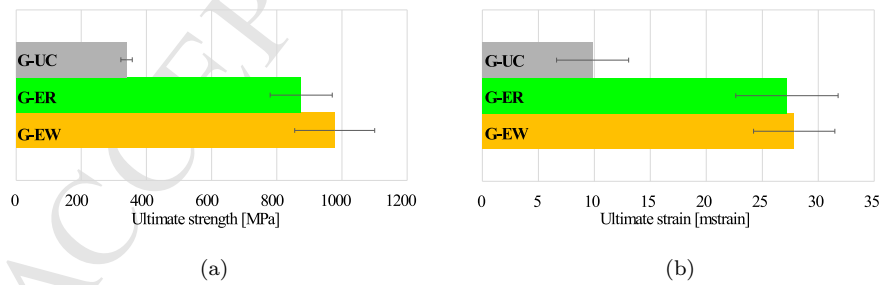 G-UC
G-ER
G-EW
0 200 400 600 800 1000 1200
Ultimate strength [MPa]
(a)
G-UC
G-ER
G-EW
0 5 10 15 20 25 30 35
Ultimate strain [mstrain]
(b)
ACCEP